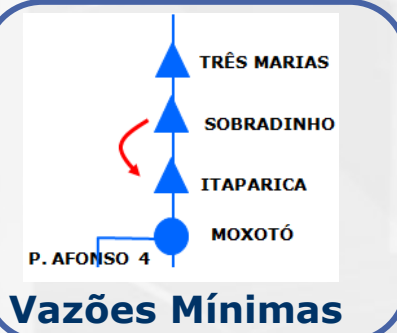 TRÊS MARIAS
SOBRADINHO
ITAPARICA
MOXOTÓ
P. AFONSO 4
Vazões Mínimas